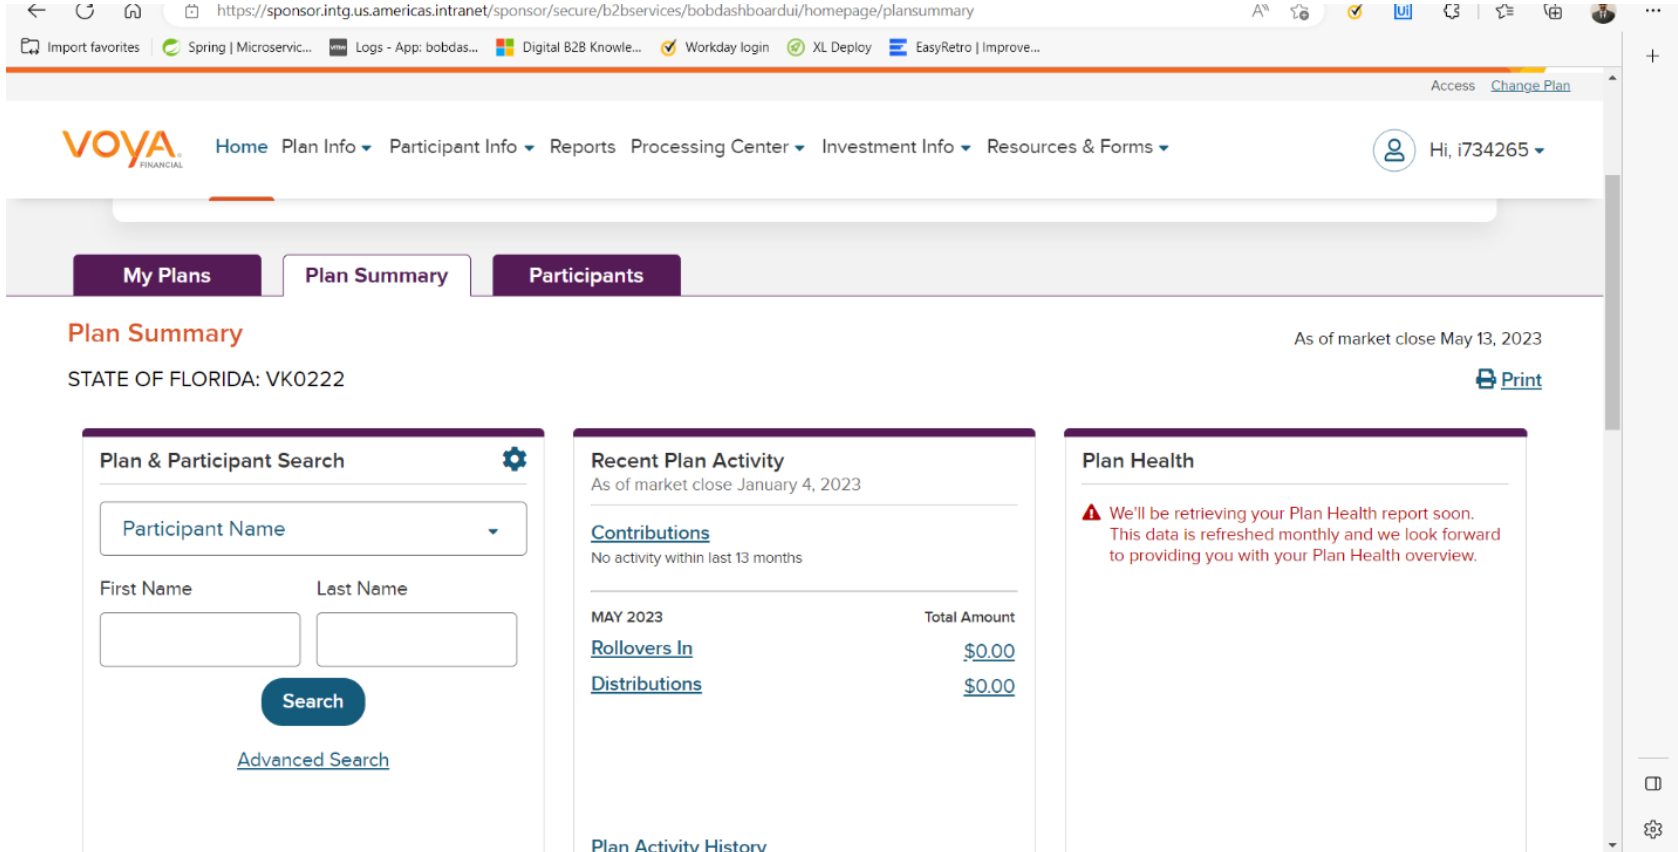 https://sponsor.intg.us.americas.intranet/sponsor/secure/b2bservices/bobdashboardui/homepage/plansummary
Import favorites Spring | Microservic... Logs - App: bobdas... Digital B2B Knowle... Workday login XL Deploy EasyRetro | Improve...
Access Change Plan
VOYA FINANCIAL
Home Plan Info Participant Info Reports Processing Center Investment Info Resources & Forms Hi, i734265
My Plans Plan Summary Participants
Plan Summary
As of market close May 13, 2023
STATE OF FLORIDA: VK0222
Print
Plan & Participant Search
Participant Name
First Name Last Name
Search
Advanced Search
Recent Plan Activity
As of market close January 4, 2023
Contributions
No activity within last 13 months
MAY 2023 Total Amount
Rollovers In $0.00
Distributions $0.00
Plan Activity History
Plan Health
We'll be retrieving your Plan Health report soon.
This data is refreshed monthly and we look forward
to providing you with your Plan Health overview.